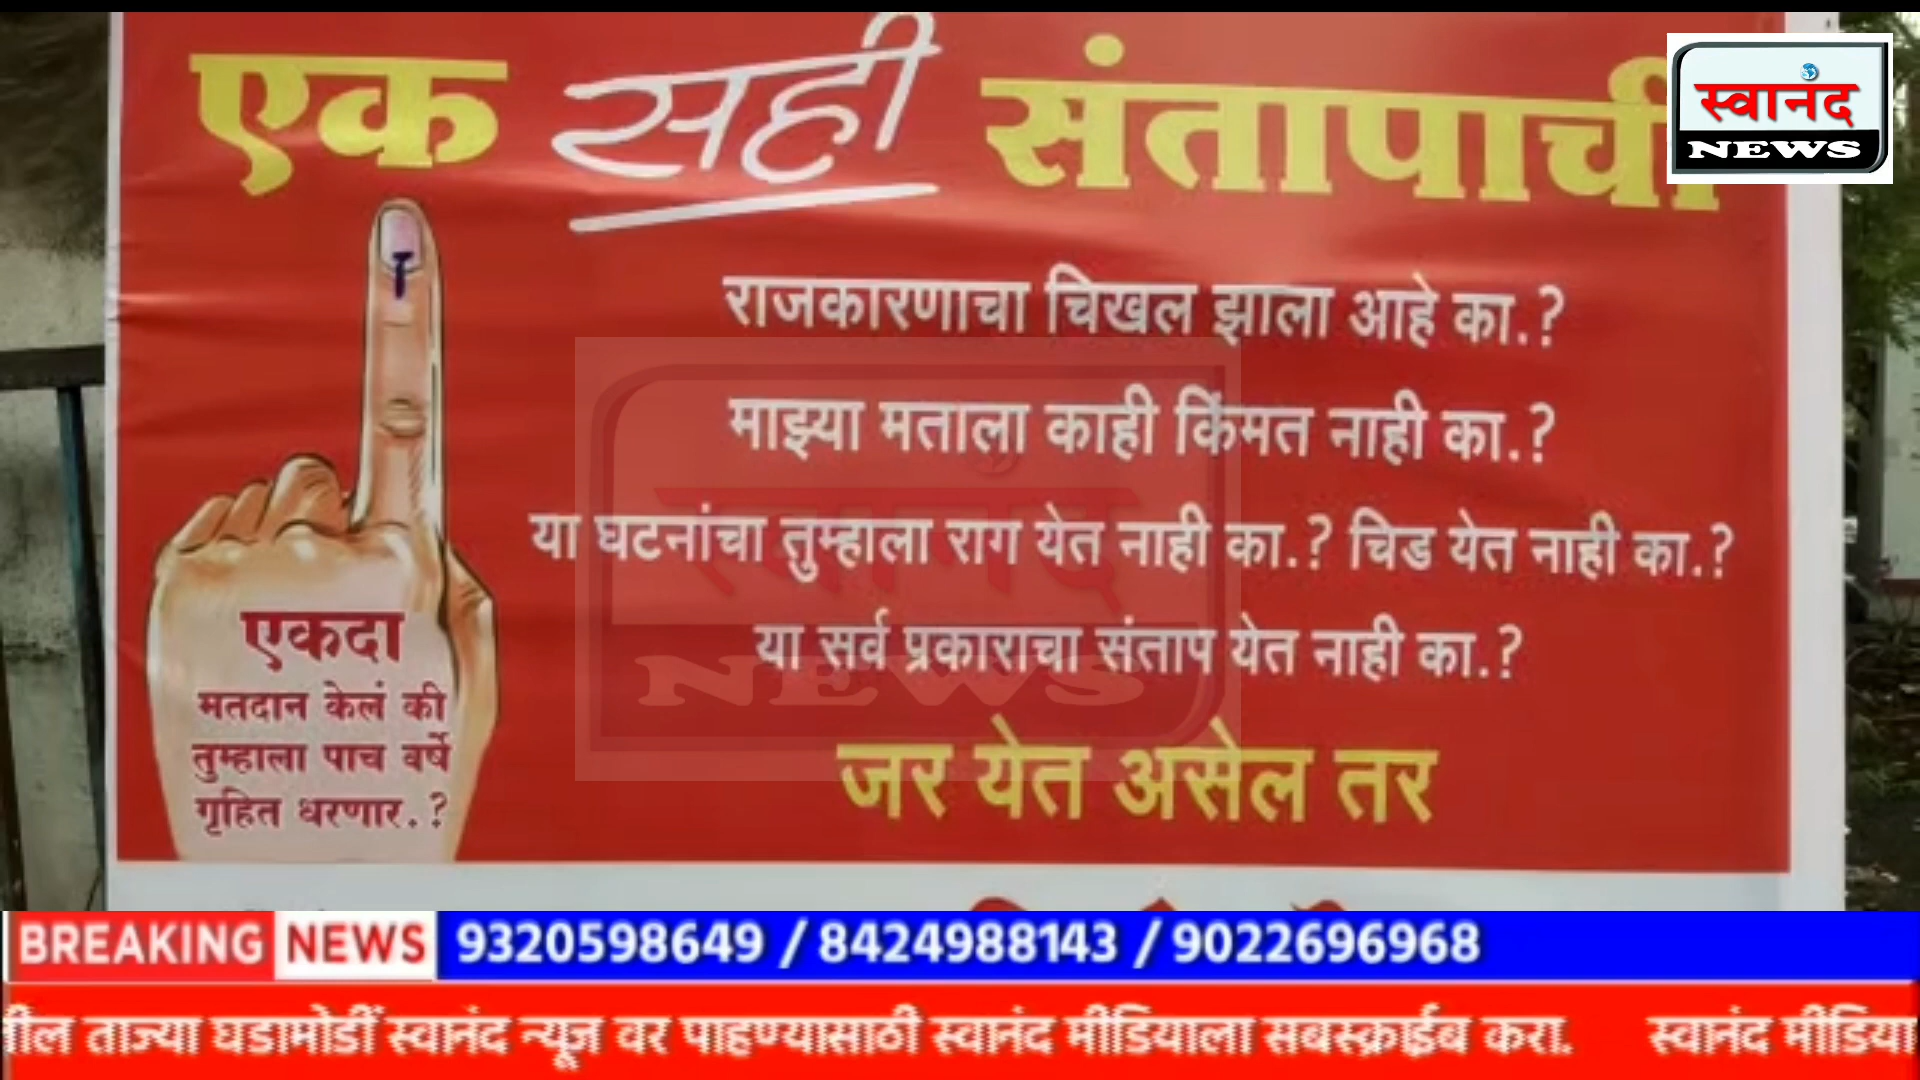 एक सही संतापाची
स्वानंद
NEWS
राजकारणाचा चिखल झाला आहे का.?
माझ्या मताला काही किंमत नाही का.?
या घटनांचा तुम्हाला राग येत नाही का.? चिड येत नाही का.?
या सर्व प्रकाराचा संताप येत नाही का.?
जर येत असेल तर
एकदा
मतदान केलं की
तुम्हाला पाच वर्षे
गृहित धरणार.?
स्वानंद
NEWS
BREAKING NEWS 9320598649 / 8424988143 / 9022696968
ताज्या घडामोडीं स्वानंद न्यूज वर पाहण्यासाठी स्वानंद मीडियाला सबस्क्राईब करा. स्वानंद मीडिया